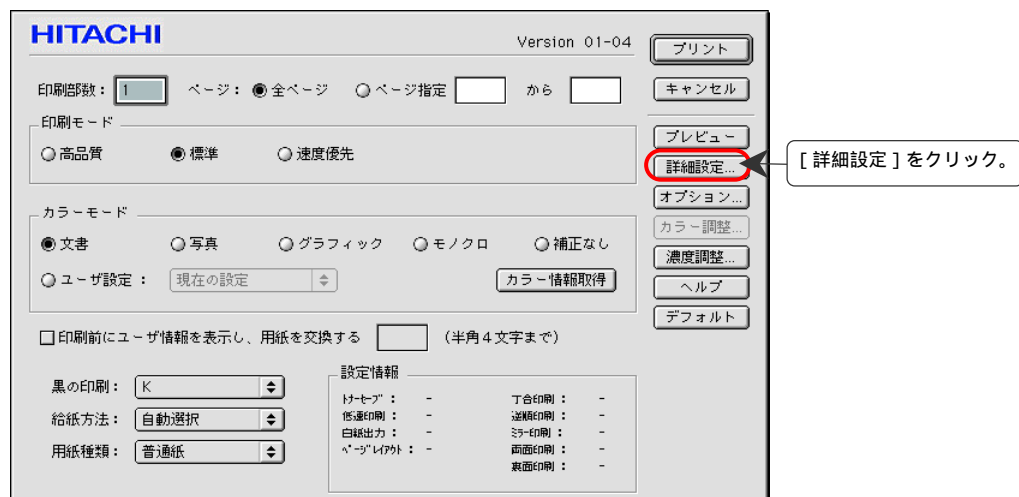 HITACHI
Version 01-04
印刷部数： 1 ページ： 全ページ ページ指定 から
印刷モード
高品質 標準 速度優先
カラーモード
文書 写真 グラフィック モノクロ 補正なし
ユーザ設定 ： 現在の設定 カラー情報取得
印刷前にユーザ情報を表示し、用紙を交換する （半角４文字まで）
黒の印刷： K
給紙方法： 自動選択
用紙種類： 普通紙
設定情報
ﾄﾅｰｾｰﾌﾞ： - 丁合印刷： -
低速印刷： - 逆順印刷： -
白紙出力： - ﾐﾗｰ印刷： -
ﾍﾟｰｼﾞﾚｲｱｳﾄ： - 両面印刷： -
裏面印刷： -
プリント
キャンセル
プレビュー
詳細設定...
オプション...
カラー調整...
濃度調整...
ヘルプ
デフォルト
[ 詳細設定 ] をクリック。